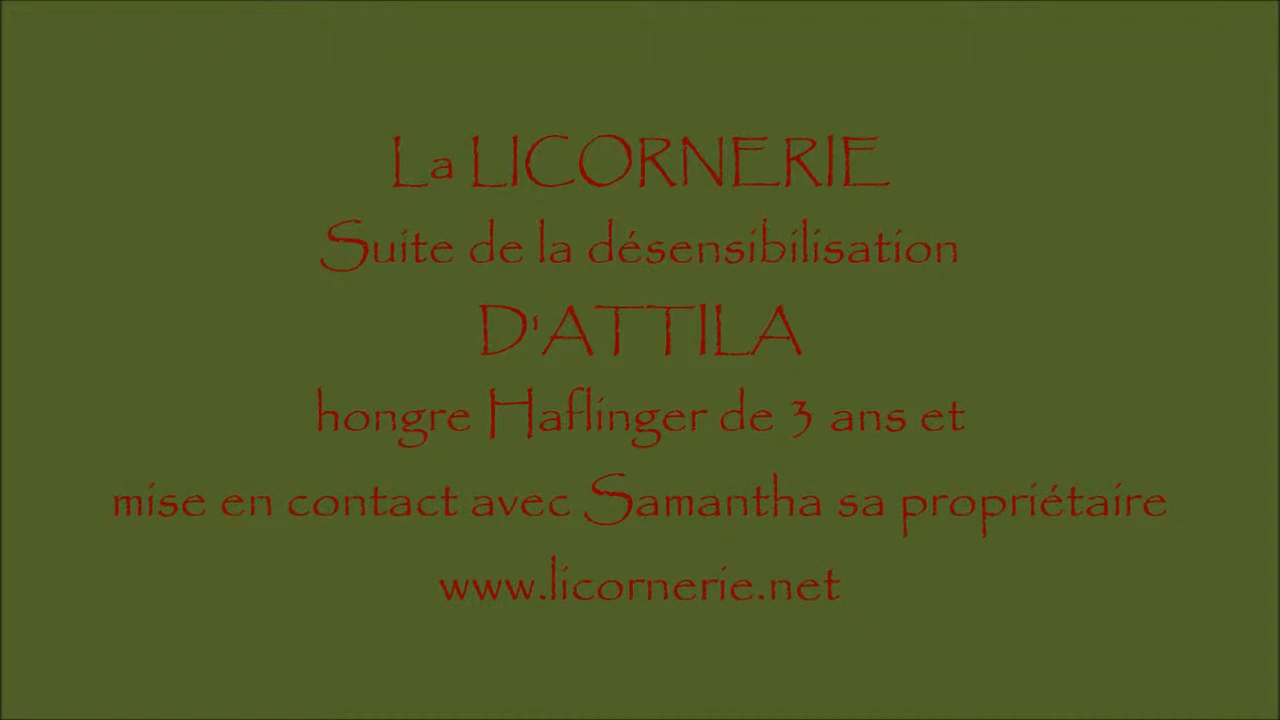 La LICORNERIE
Suite de la désensibilisation
D'ATTILA
hongre Haflinger de 3 ans et
mise en contact avec Samantha sa propriétaire
www.licornerie.net